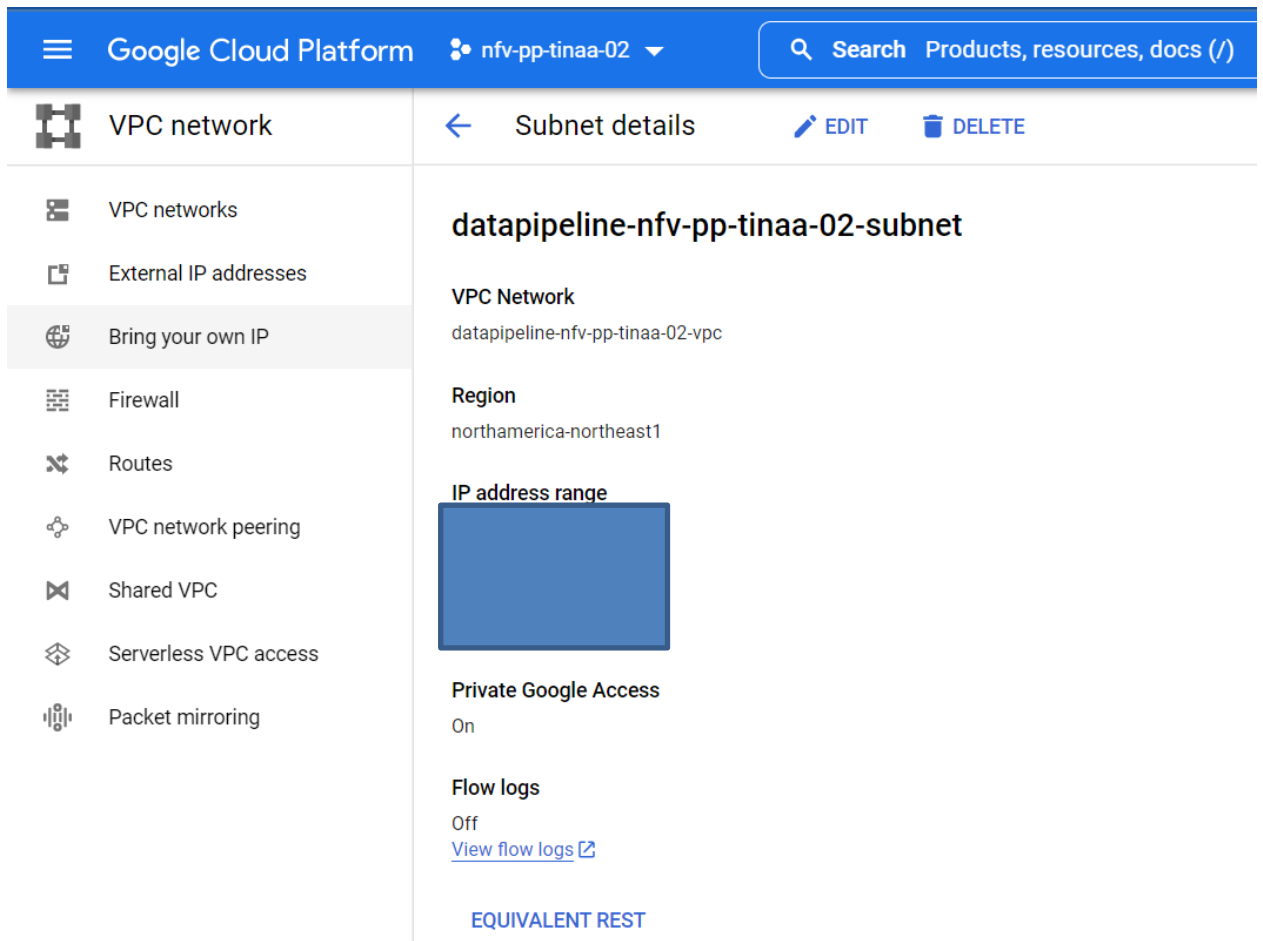 Google Cloud Platform
nfv-pp-tinaa-02
Search Products, resources, docs (/)
VPC network
Subnet details
EDIT
DELETE
VPC networks
External IP addresses
Bring your own IP
Firewall
Routes
VPC network peering
Shared VPC
Serverless VPC access
Packet mirroring
datapipeline-nfv-pp-tinaa-02-subnet
VPC Network
datapipeline-nfv-pp-tinaa-02-vpc
Region
northamerica-northeast1
IP address range
Private Google Access
On
Flow logs
Off
View flow logs
EQUIVALENT REST